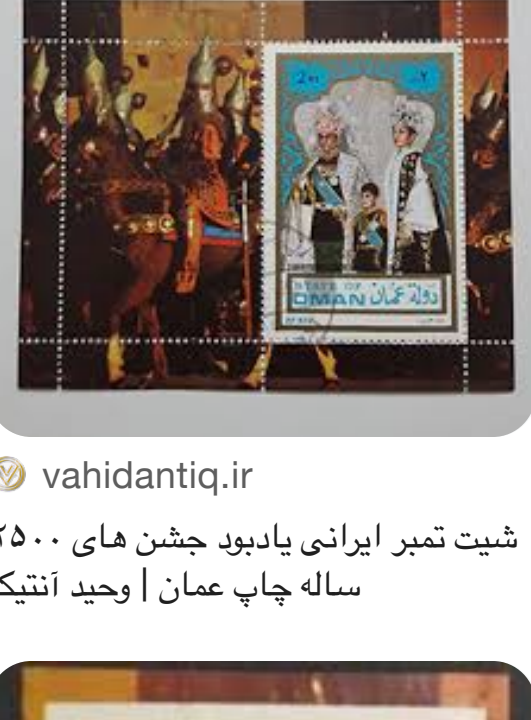 STATE OF
OMAN دولة عمان
vahidantiq.ir
شیت تمبر ایرانی یادبود جشن های ۲۵۰۰
ساله چاپ عمان | وحید آنتیک